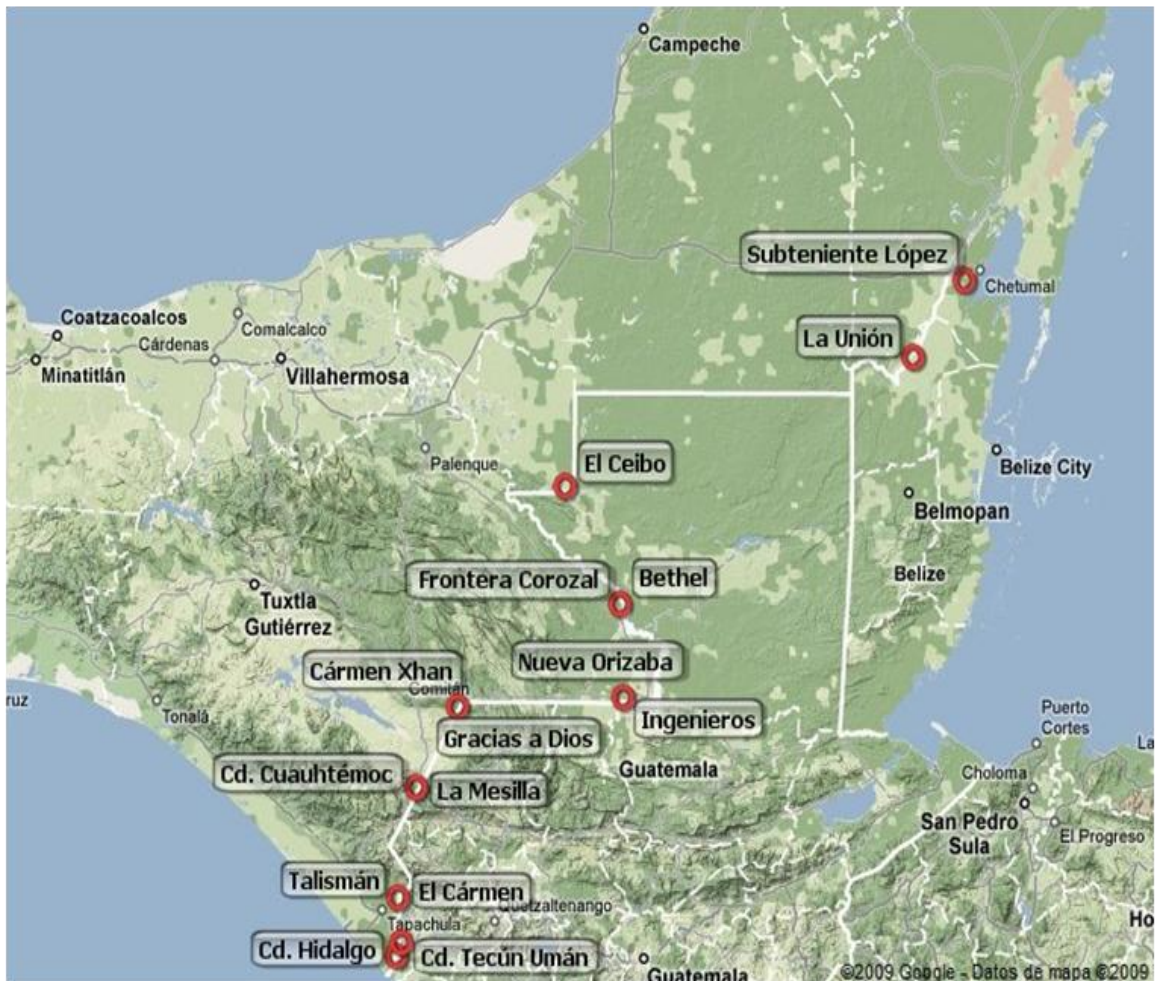 Campeche
Subteniente López
Chetumal
La Unión
Coatzacoalcos
Comalcalco
Cárdenas
Minatitlán
Villahermosa
Palenque
El Ceibo
Belize City
Belmopan
Frontera Corozal
Bethel
Belize
Tuxtla
Gutiérrez
Nueva Orizaba
Cármen Xhan
Comitán
ruz
Tonalá
Ingenieros
Puerto
Cortes
Gracias a Dios
La
Cd. Cuauhtémoc
La Mesilla
Guatemala
Choloma
San Pedro
Sula
El Progreso
Talismán
El Cármen
Quetzaltenango
Tapachula
Ho
Cd. Hidalgo
Cd. Tecún Umán
Guatemala
©2009 Google - Datos de mapa ©2009